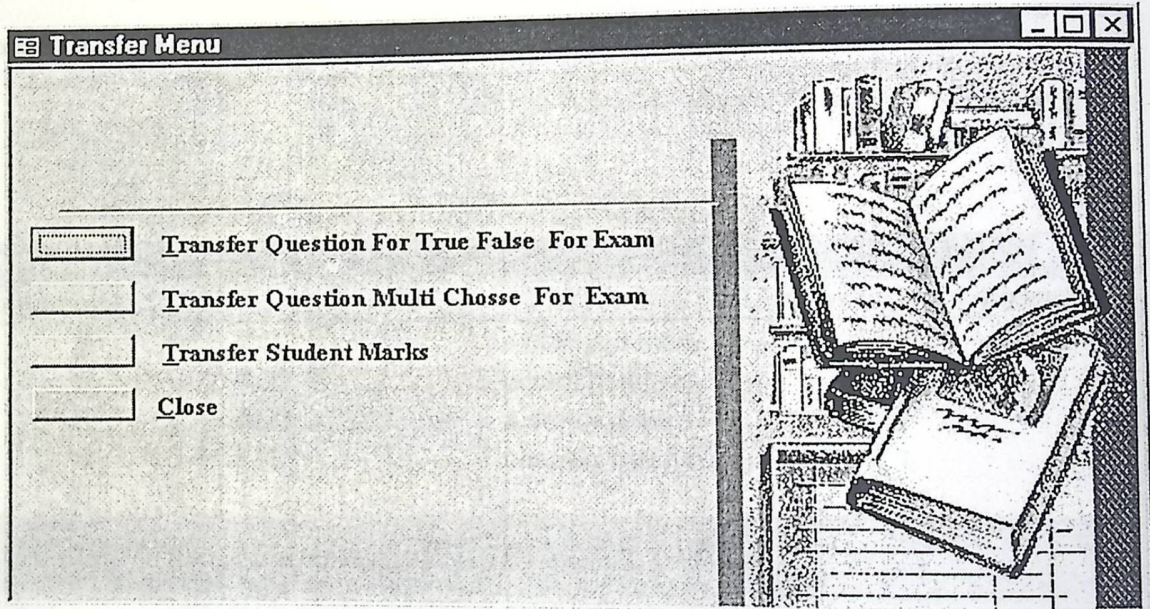 Transfer Menu
Transfer Question For True False For Exam
Transfer Question Multi Chosse For Exam
Transfer Student Marks
Close